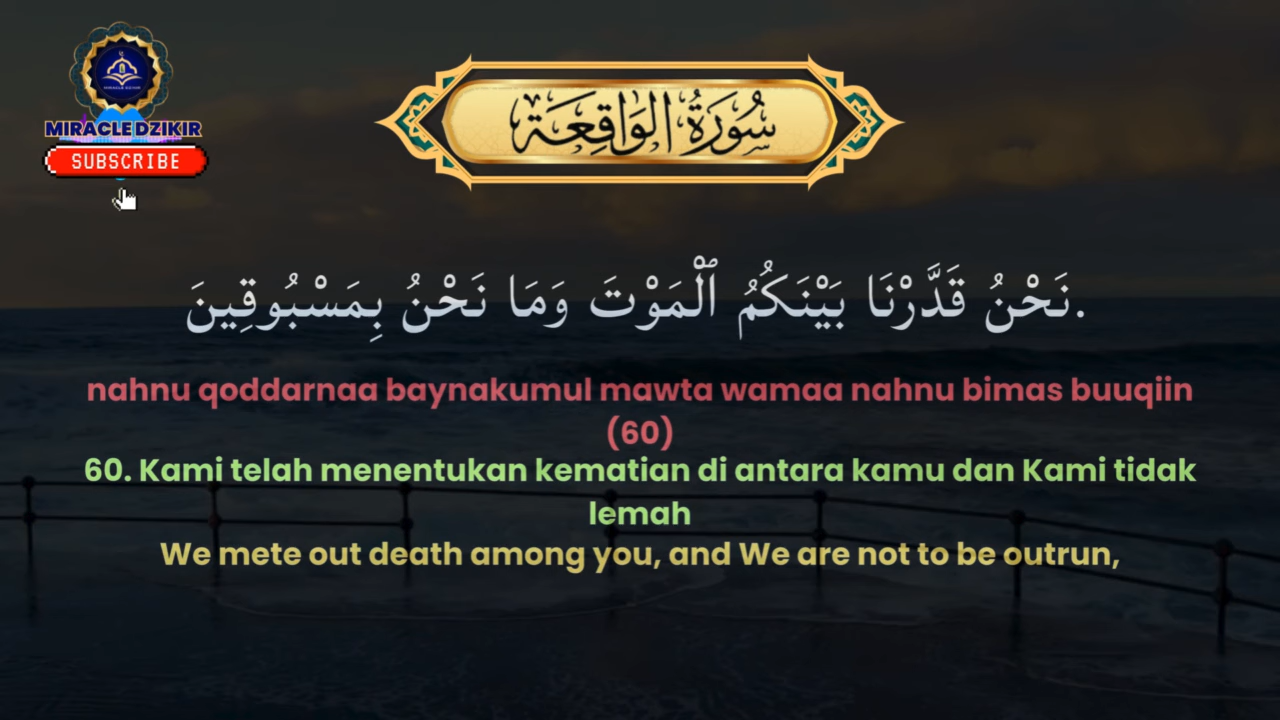 MIRACLE DZIKIR
SUBSCRIBE
سُورَةُ الوَاقِعَة
نَحْنُ قَدَّرْنَا بَيْنَكُمُ ٱلْمَوْتَ وَمَا نَحْنُ بِمَسْبُوقِينَ.
nahnu qoddarnaa baynakumul mawta wamaa nahnu bimas buuqiin
(60)
60. Kami telah menentukan kematian di antara kamu dan Kami tidak
lemah
We mete out death among you, and We are not to be outrun,